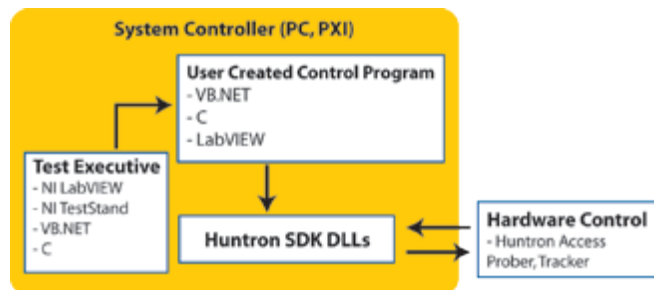 System Controller (PC, PXI)
User Created Control Program
- VB.NET
- C
- LabVIEW
Test Executive
- NI LabVIEW
- NI TestStand
- VB.NET
- C
Huntron SDK DLLs
Hardware Control
- Huntron Access
Prober, Tracker